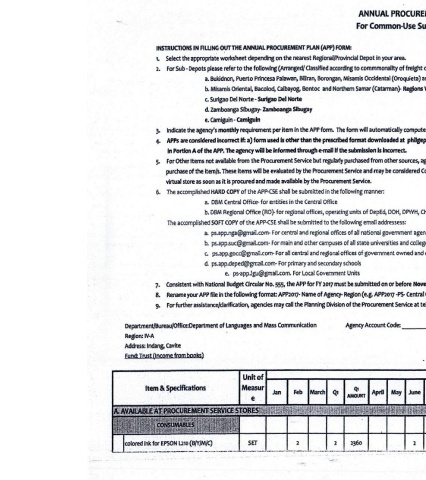 ANNUAL PROCUREM
For Common-Use Su
INSTRUCTIONS IN FILLING OUT THE ANNUAL PROCUREMENT PLAN (APP) FORM:
1. Select the appropriate worksheet depending on the nearest Regional/Provincial Depot in your area.
2. For Sub - Depots please refer to the following (Arranged/ Classified according to commonality of freight c
a. Bukidnon, Puerto Princesa Palawan, Biliran, Borongan, Misamis Occidental (Oroquieta) a
b. Misamis Oriental, Bacolod, Calbayog, Bontoc and Northern Samar (Catarman)- Regions V
c. Surigao Del Norte - Surigao Del Norte
d. Zamboanga Sibugay- Zamboanga Sibugay
e. Camiguin - Camiguin
3. Indicate the agency's monthly requirement per item in the APP form. The form will automatically compute
4. APPs are considered incorrect if: a) form used is other than the prescribed format downloaded at philgep
in Portion A of the APP. The agency will be informed through e-mail if the submission is incorrect.
5. For Other Items not available from the Procurement Service but regularly purchased from other sources, ag
purchase of the item/s. These items will be evaluated by the Procurement Service and may be considered Co
virtual store as soon as it is procured and made available by the Procurement Service.
6. The accomplished HARD COPY of the APP-CSE shall be submitted in the following manner:
a. DBM Central Office- for entities in the Central Office
b. DBM Regional Office (RO)- for regional offices, operating units of DepEd, DOH, DPWH, CH
The accomplished SOFT COPY of the APP-CSE shall be submitted to the following email addresses:
a. ps.app.nga@gmail.com- For central and regional offices of all national government agen
b. ps.app.suc@gmail.com- for main and other campuses of all state universities and colleg
c. ps.app.gocc@gmail.com- For all central and regional offices of government owned and
d. ps.app.deped@gmail.com- For primary and secondary schools
e. ps.app.lgu@gmail.com. For Local Government Units
7. Consistent with National Budget Circular No. 555, the APP for FY 2017 must be submitted on or before Nove
8. Rename your APP file in the following format: APP2017- Name of Agency- Region (e.g. APP2017 -PS- Central
9. For further assistance/clarification, agencies may call the Planning Division of the Procurement Service at te
Department/Bureau/Office:Department of Languages and Mass Communication Agency Account Code:
Region: IV-A
Address: Indang, Cavite
Fund: Trust (Income from books)
Item & Specifications Unit of Measur e Jan Feb March Q1 Q1 AMOUNT April May June
A. AVAILABLE AT PROCUREMENT SERVICE STORES
CONSUMABLES
colored ink for EPSON L210 (B/Y/M/C) SET 2 2 2360 2